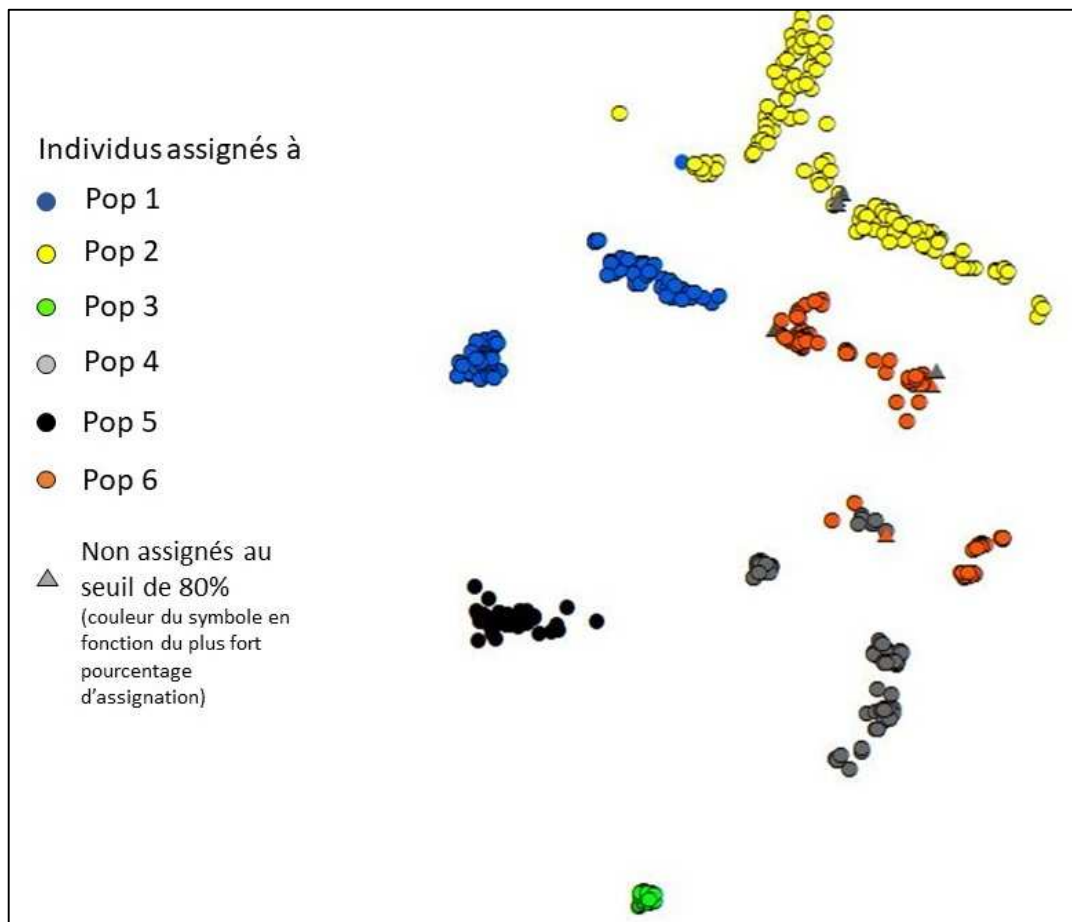 Individus assignés à
Pop 1
Pop 2
Pop 3
Pop 4
Pop 5
Pop 6
Non assignés au
seuil de 80%
(couleur du symbole en
fonction du plus fort
pourcentage
d'assignation)